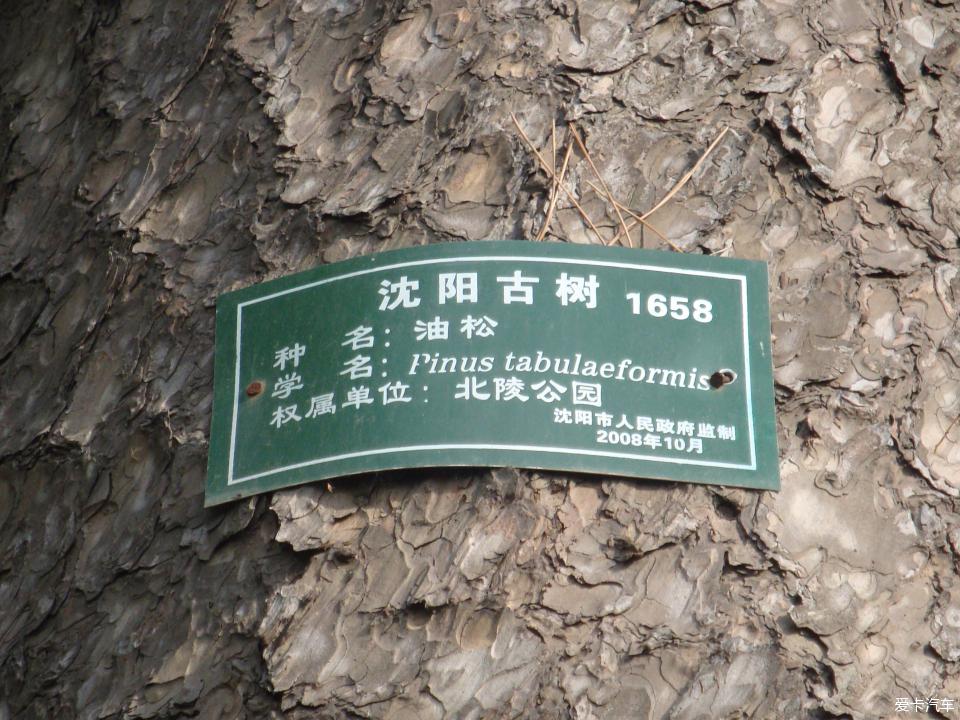 沈阳古树 1658
种 名：油松
学 名：Pinus tabulaeformis
权属单位：北陵公园
沈阳市人民政府监制
2008年10月
爱卡汽车